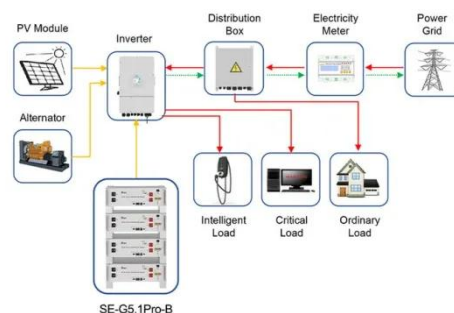 PV Module
Inverter
Distribution
Box
Electricity
Meter
Power
Grid
Alternator
Intelligent
Load
Critical
Load
Ordinary
Load
SE-G5.1Pro-B